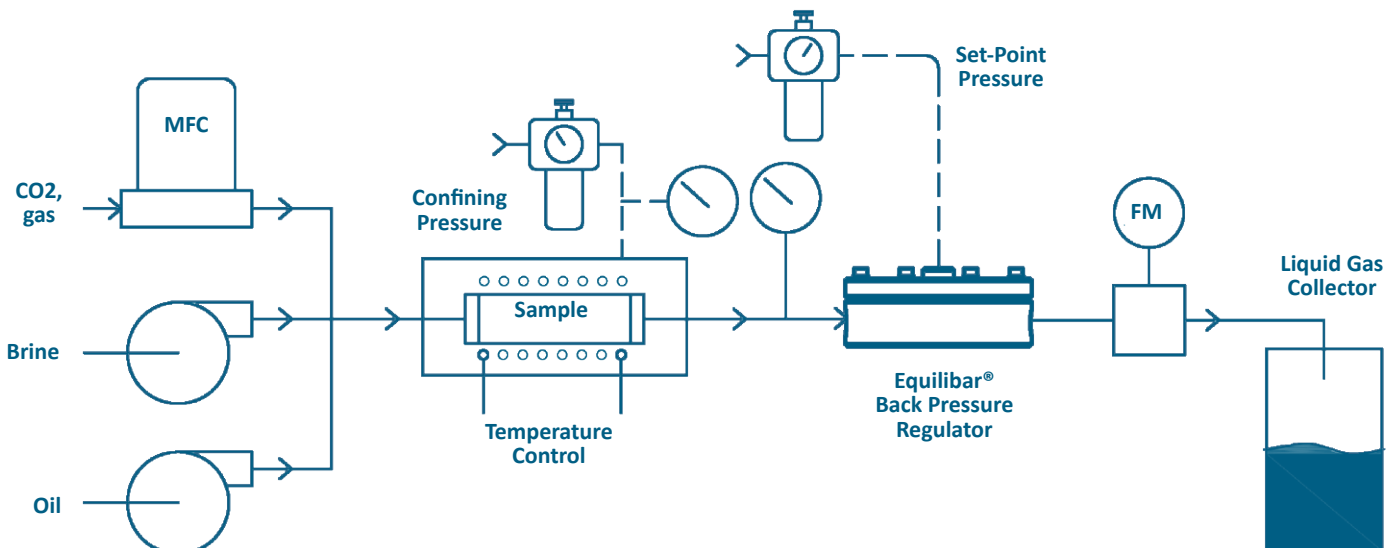 MFC
CO2,
gas
Brine
Oil
Confining
Pressure
Sample
Temperature
Control
Set-Point
Pressure
Equilibar®
Back Pressure
Regulator
FM
Liquid Gas
Collector